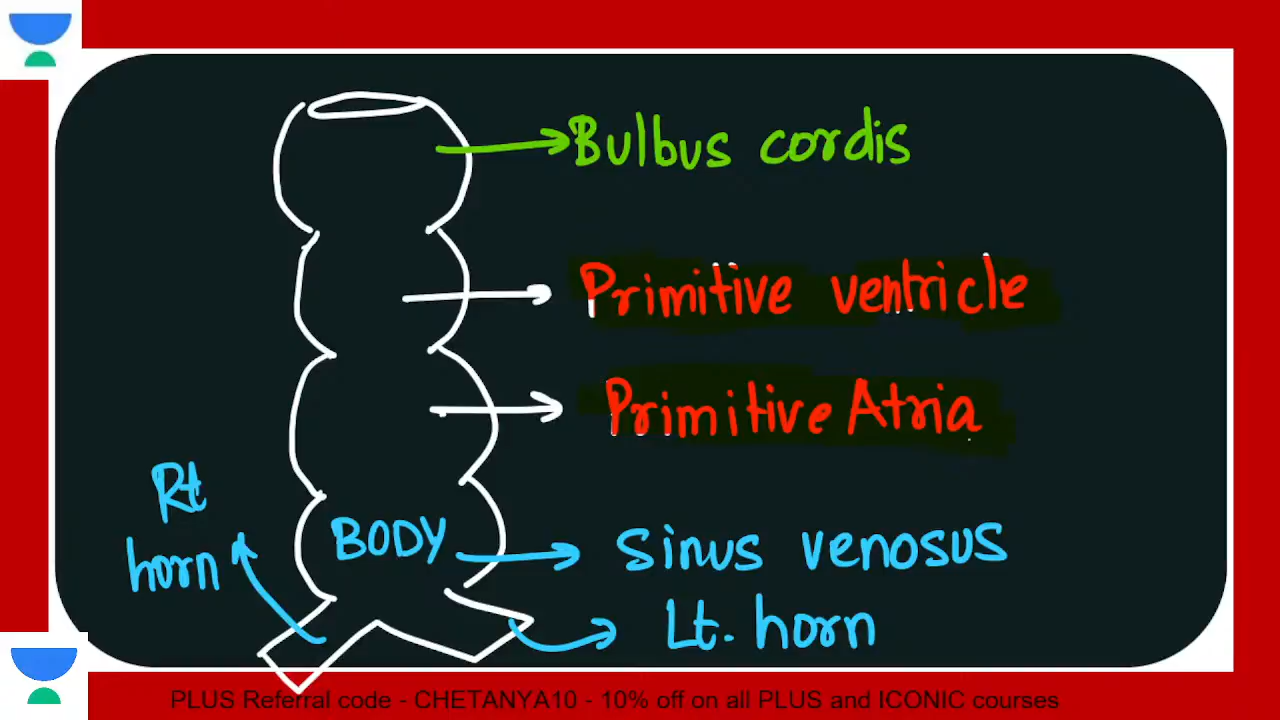 Bulbus cordis
Primitive ventricle
Primitive Atria
Rt
horn
BODY
Sinus venosus
Lt. horn
PLUS Referral code - CHETANYA10 - 10% off on all PLUS and ICONIC courses